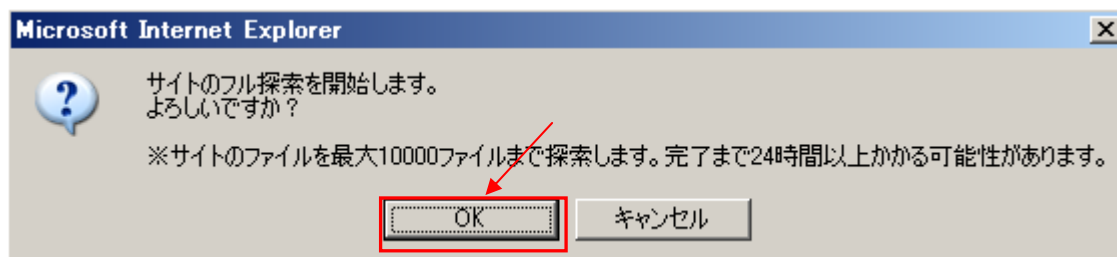 Microsoft Internet Explorer
サイトのフル探索を開始します。
よろしいですか？
※サイトのファイルを最大10000ファイルまで探索します。完了まで24時間以上かかる可能性があります。
OK
キャンセル